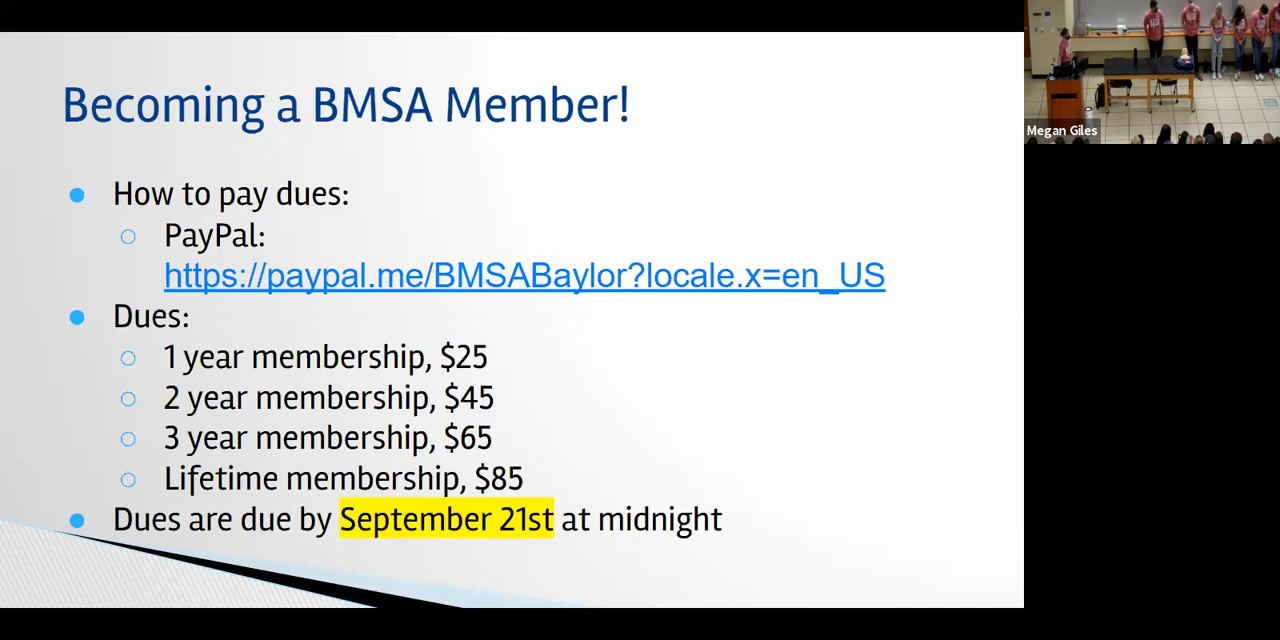 Becoming a BMSA Member!
How to pay dues:
PayPal:
https://paypal.me/BMSABaylor?locale.x=en_US
Dues:
1 year membership, $25
2 year membership, $45
3 year membership, $65
Lifetime membership, $85
Dues are due by September 21st at midnight
Megan Giles